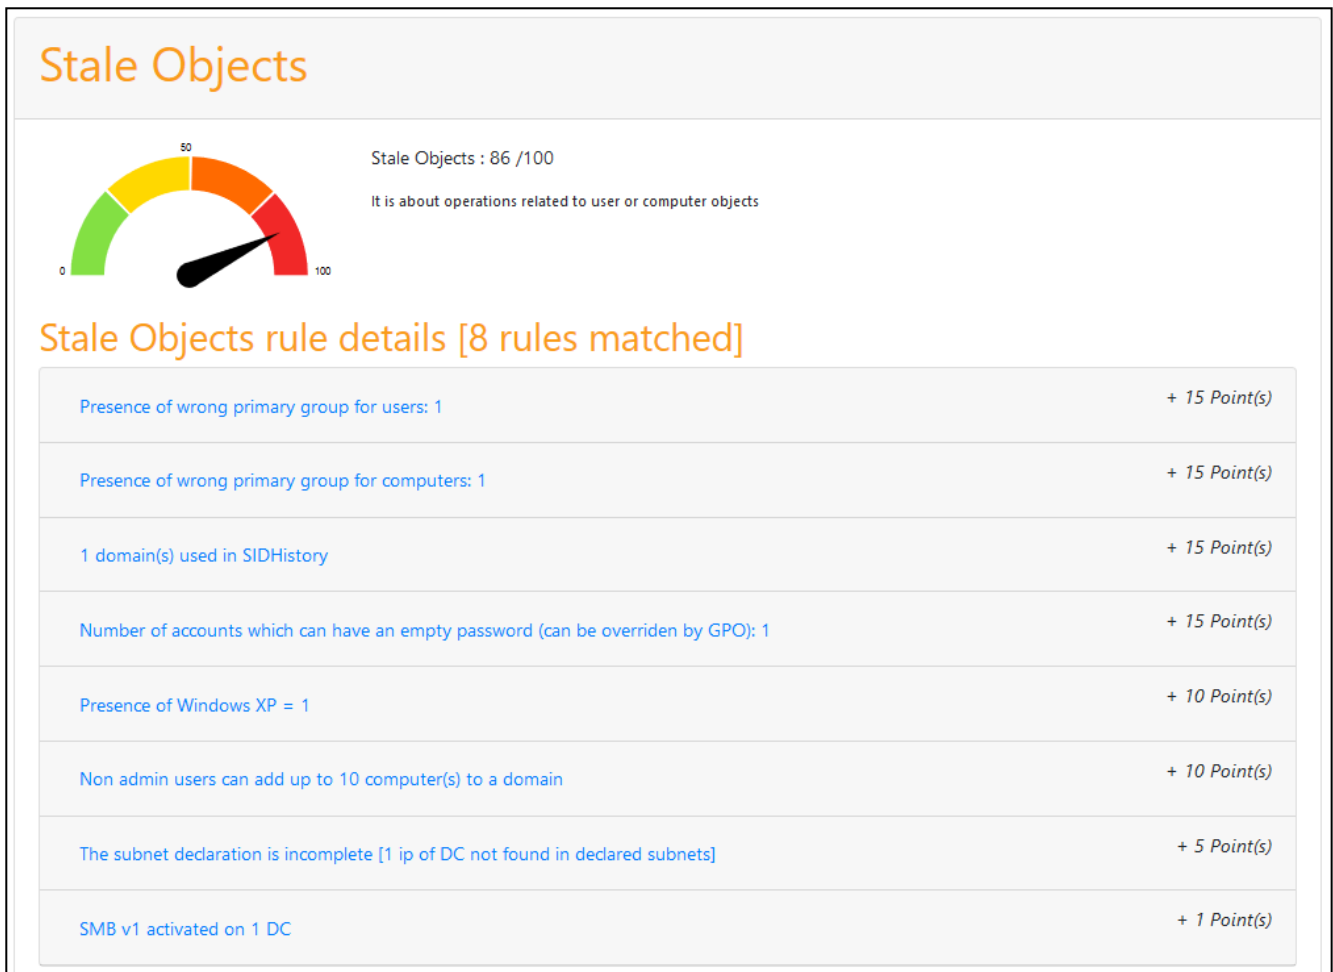 Stale Objects
50
0
100
Stale Objects : 86 /100
It is about operations related to user or computer objects
Stale Objects rule details [8 rules matched]
Presence of wrong primary group for users: 1
+ 15 Point(s)
Presence of wrong primary group for computers: 1
+ 15 Point(s)
1 domain(s) used in SIDHistory
+ 15 Point(s)
Number of accounts which can have an empty password (can be overriden by GPO): 1
+ 15 Point(s)
Presence of Windows XP = 1
+ 10 Point(s)
Non admin users can add up to 10 computer(s) to a domain
+ 10 Point(s)
The subnet declaration is incomplete [1 ip of DC not found in declared subnets]
+ 5 Point(s)
SMB v1 activated on 1 DC
+ 1 Point(s)